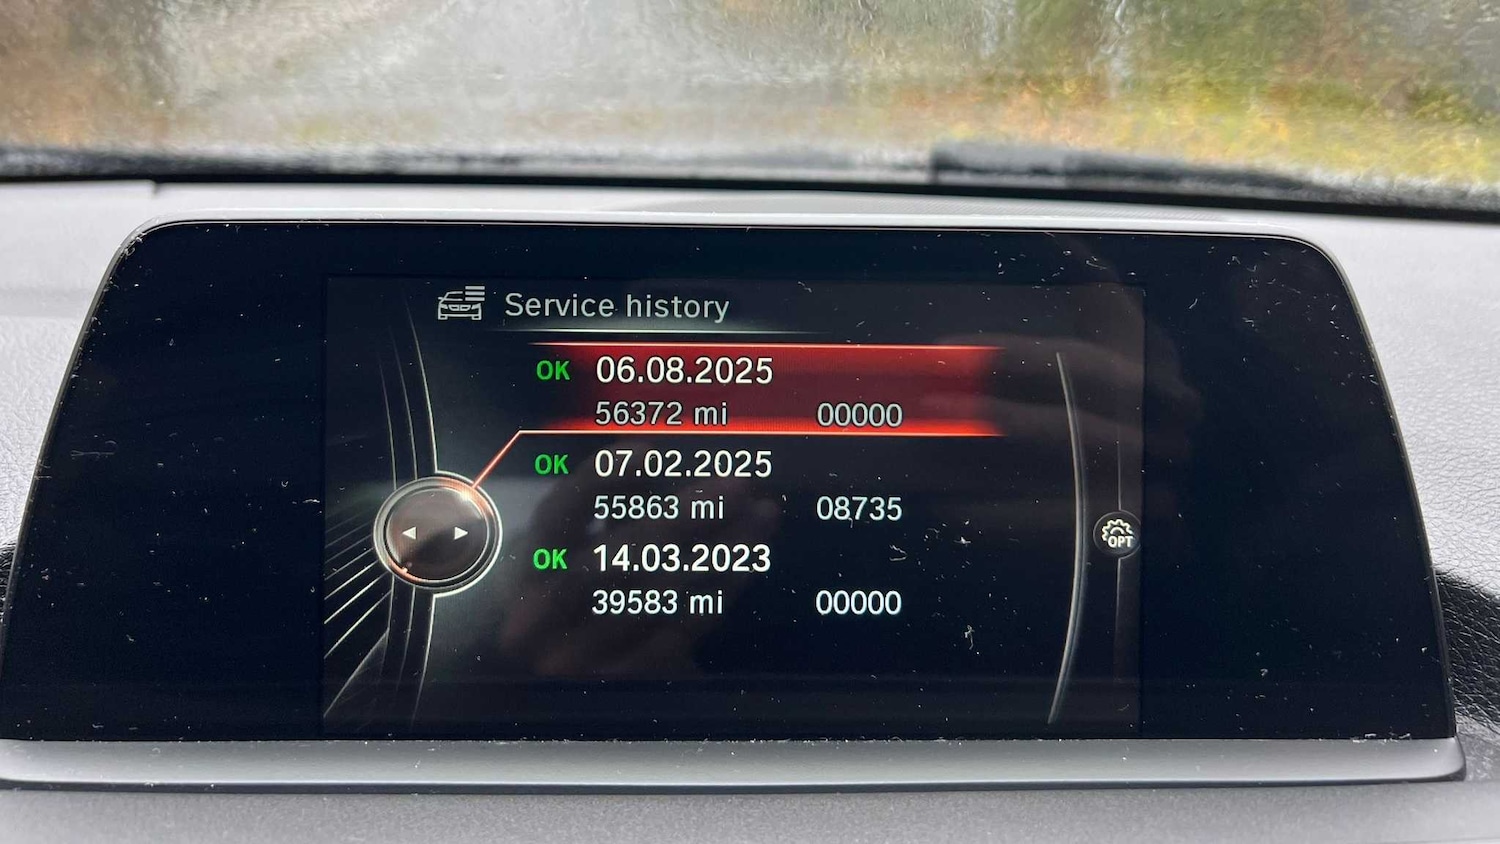 Service history
OK 06.08.2025
56372 mi 00000
OK 07.02.2025
55863 mi 08735
OK 14.03.2023
39583 mi 00000
OPT